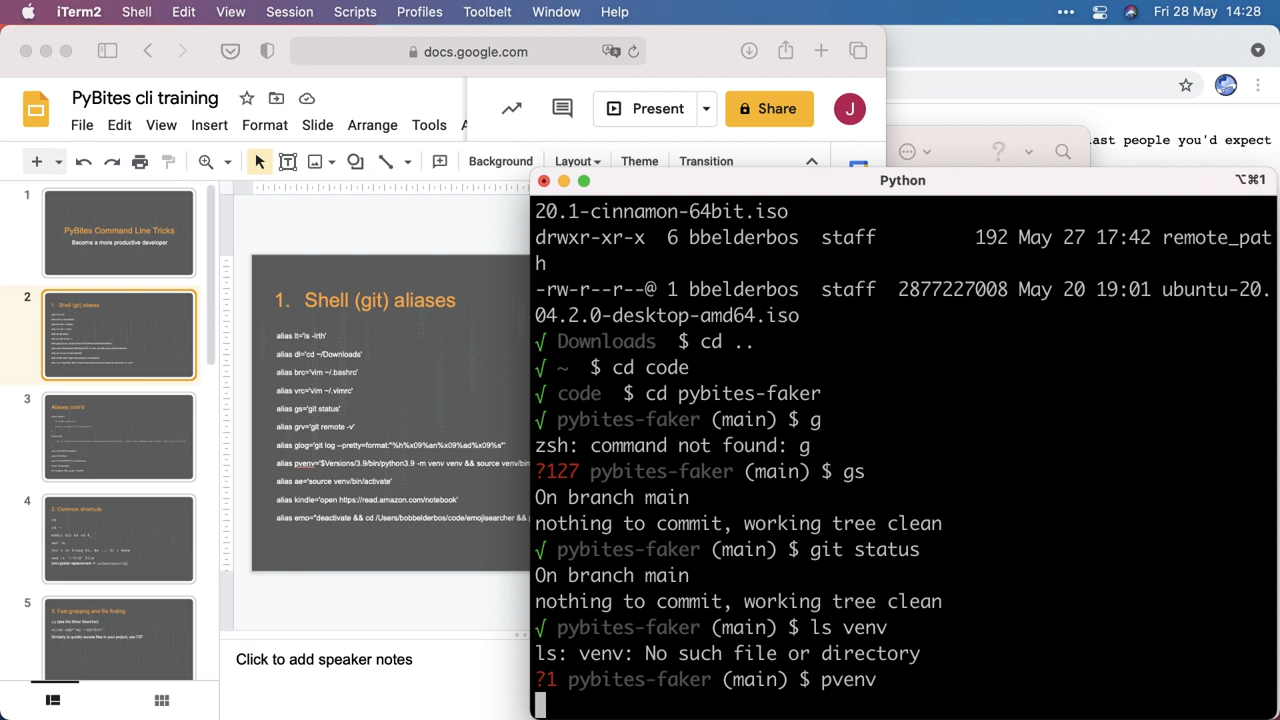 iTerm2 Shell Edit View Session Scripts Profiles Toolbelt Window Help
Fri 28 May 14:28
docs.google.com
PyBites cli training
File Edit View Insert Format Slide Arrange Tools
Present
Share
J
Background Layout Theme Transition
ast people you'd expect
1
PyBites Command Line Tricks
Become a more productive developer
2
1. Shell (git) aliases
3
Aliases cont'd
4
2. Common shortcuts
5
3. Fast grepping and file finding
1. Shell (git) aliases
alias lt='ls -lrth'
alias dl='cd ~/Downloads'
alias brc='vim ~/.bashrc'
alias vrc='vim ~/.vimrc'
alias gs='git status'
alias grv='git remote -v'
alias glog='git log --pretty=format:"%h%x09%an%x09%ad%x09%s"'
alias pvenv='$Versions/3.9/bin/python3.9 -m venv venv && source venv/bin
alias ae='source venv/bin/activate'
alias kindle='open https://read.amazon.com/notebook'
alias emo="deactivate && cd /Users/bobbelderbos/code/emojisearcher &&
Click to add speaker notes
Python
⌥⌘1
20.1-cinnamon-64bit.iso
drwxr-xr-x 6 bbelderbos staff 192 May 27 17:42 remote_pat
h
-rw-r--r--@ 1 bbelderbos staff 2877227008 May 20 19:01 ubuntu-20.
04.2.0-desktop-amd64.iso
√ Downloads $ cd ..
√ ~ $ cd code
√ code $ cd pybites-faker
√ pybites-faker (main) $ g
zsh: command not found: g
?127 pybites-faker (main) $ gs
On branch main
nothing to commit, working tree clean
√ pybites-faker (main) $ git status
On branch main
nothing to commit, working tree clean
√ pybites-faker (main) $ ls venv
ls: venv: No such file or directory
?1 pybites-faker (main) $ pvenv